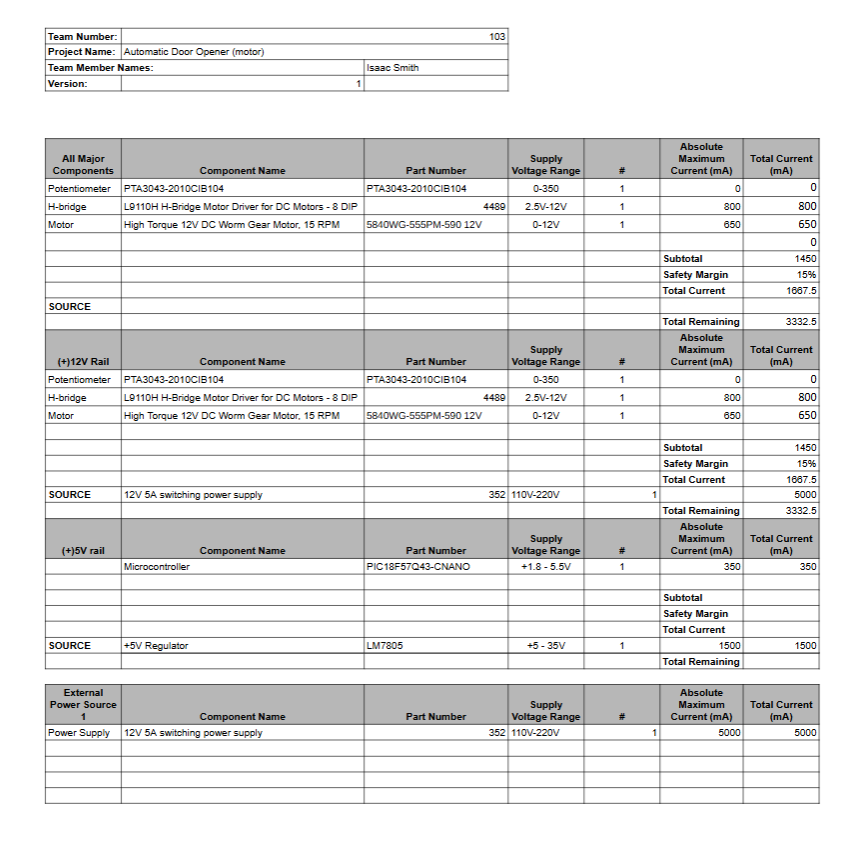 Team Number: 103
Project Name: Automatic Door Opener (motor)
Team Member Names: Isaac Smith
Version: 1
All Major Components Component Name Part Number Supply Voltage Range # Absolute Maximum Current (mA) Total Current (mA)
Potentiometer PTA3043-2010CIB104 PTA3043-2010CIB104 0-350 1 0 0
H-bridge L9110H H-Bridge Motor Driver for DC Motors - 8 DIP 4489 2.5V-12V 1 800 800
Motor High Torque 12V DC Worm Gear Motor, 15 RPM 5840WG-555PM-590 12V 0-12V 1 650 650
0
Subtotal 1450
Safety Margin 15%
Total Current 1667.5
SOURCE
Total Remaining 3332.5
(+)12V Rail Component Name Part Number Supply Voltage Range # Absolute Maximum Current (mA) Total Current (mA)
Potentiometer PTA3043-2010CIB104 PTA3043-2010CIB104 0-350 1 0 0
H-bridge L9110H H-Bridge Motor Driver for DC Motors - 8 DIP 4489 2.5V-12V 1 800 800
Motor High Torque 12V DC Worm Gear Motor, 15 RPM 5840WG-555PM-590 12V 0-12V 1 650 650
Subtotal 1450
Safety Margin 15%
Total Current 1667.5
SOURCE 12V 5A switching power supply 352 110V-220V 1 5000
Total Remaining 3332.5
(+)5V rail Component Name Part Number Supply Voltage Range # Absolute Maximum Current (mA) Total Current (mA)
Microcontroller PIC18F57Q43-CNANO +1.8 - 5.5V 1 350 350
Subtotal
Safety Margin
Total Current
SOURCE +5V Regulator LM7805 +5 - 35V 1 1500 1500
Total Remaining
External Power Source 1 Component Name Part Number Supply Voltage Range # Absolute Maximum Current (mA) Total Current (mA)
Power Supply 12V 5A switching power supply 352 110V-220V 1 5000 5000